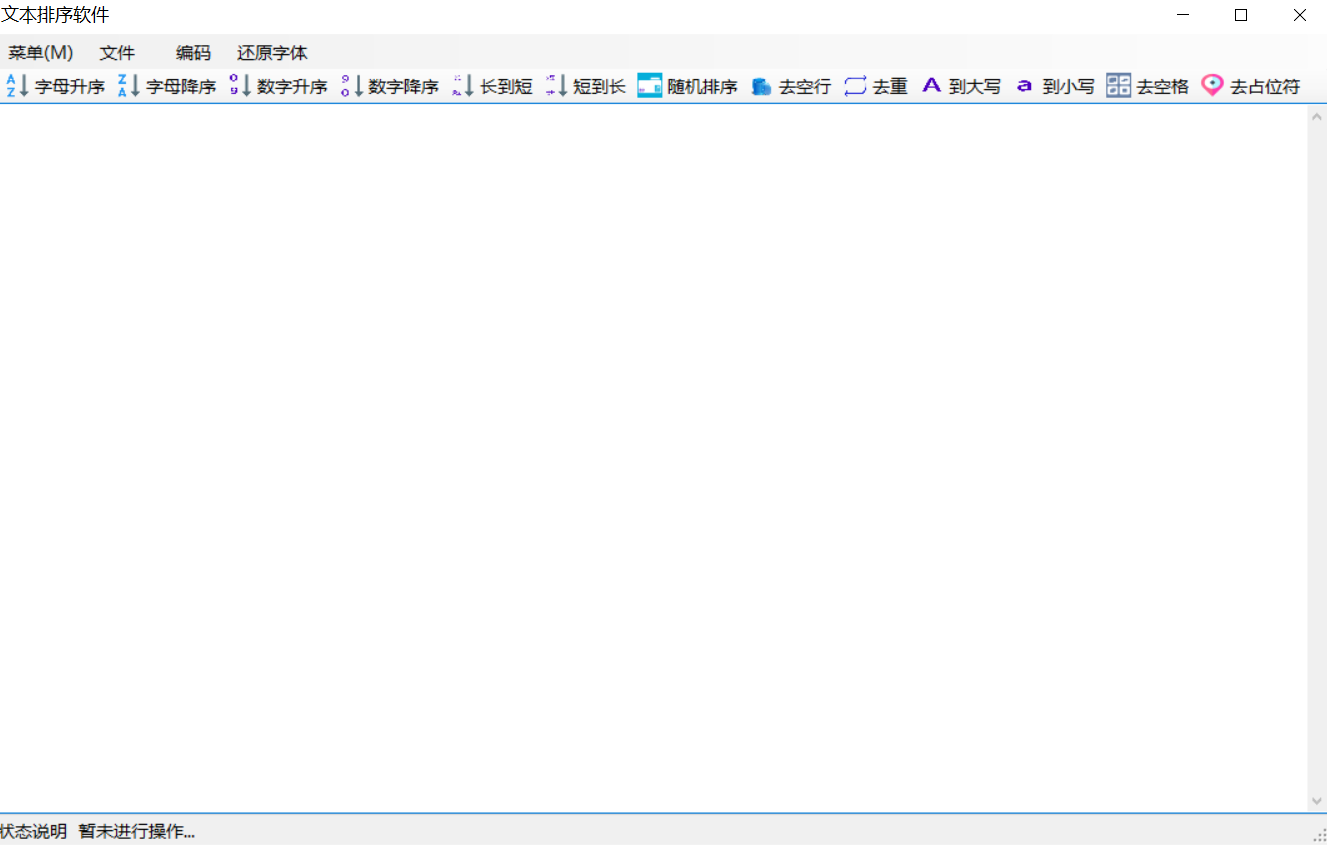 文本排序软件
菜单(M) 文件 编码 还原字体
字母升序 字母降序 数字升序 数字降序 长到短 短到长 随机排序 去空行 去重 A 到大写 a 到小写 去空格 去占位符
状态说明 暂未进行操作...